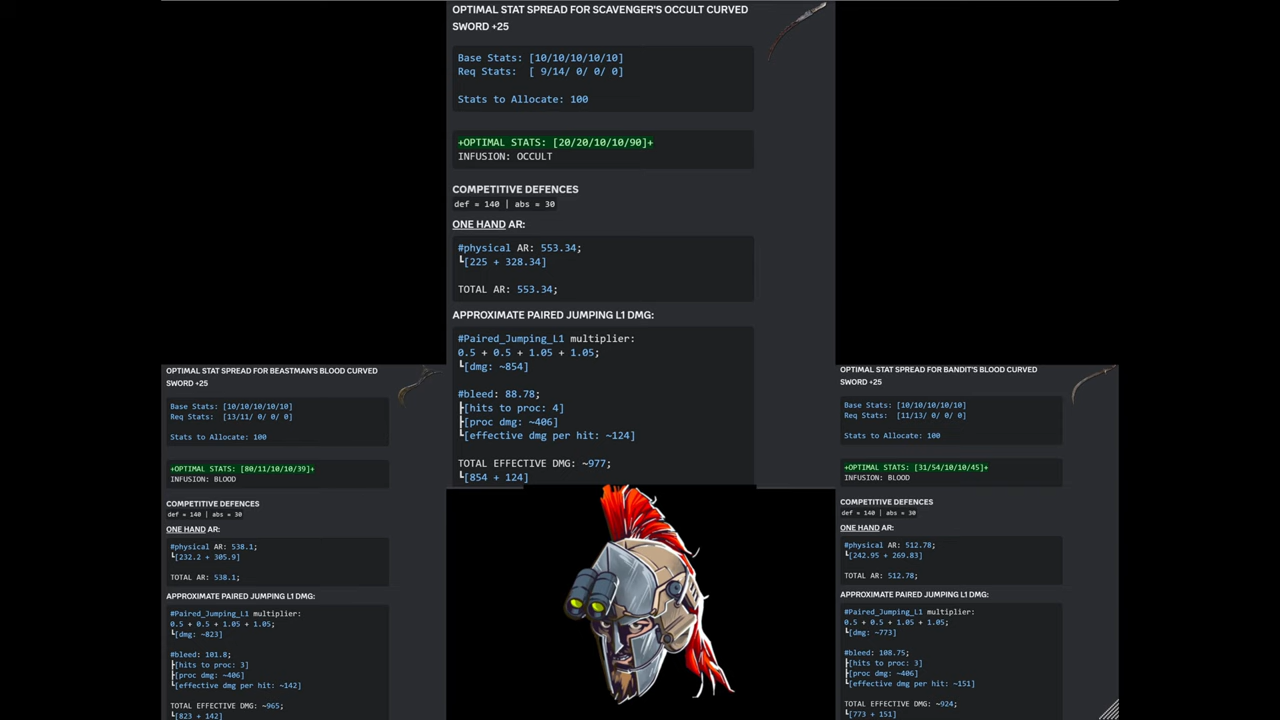 OPTIMAL STAT SPREAD FOR SCAVENGER'S OCCULT CURVED
SWORD +25
Base Stats: [10/10/10/10/10]
Req Stats: [ 9/14/ 0/ 0/ 0]
Stats to Allocate: 100
+OPTIMAL STATS: [20/20/10/10/90]+
INFUSION: OCCULT
COMPETITIVE DEFENCES
def = 140 | abs = 30
ONE HAND AR:
#physical AR: 553.34;
┗[225 + 328.34]
TOTAL AR: 553.34;
APPROXIMATE PAIRED JUMPING L1 DMG:
#Paired_Jumping_L1 multiplier:
0.5 + 0.5 + 1.05 + 1.05;
┗[dmg: ~854]
#bleed: 88.78;
┣[hits to proc: 4]
┣[proc dmg: ~406]
┗[effective dmg per hit: ~124]
TOTAL EFFECTIVE DMG: ~977;
┗[854 + 124]
OPTIMAL STAT SPREAD FOR BEASTMAN'S BLOOD CURVED
SWORD +25
Base Stats: [10/10/10/10/10]
Req Stats: [13/11/ 0/ 0/ 0]
Stats to Allocate: 100
+OPTIMAL STATS: [80/11/10/10/39]+
INFUSION: BLOOD
COMPETITIVE DEFENCES
def = 140 | abs = 30
ONE HAND AR:
#physical AR: 538.1;
┗[232.2 + 305.9]
TOTAL AR: 538.1;
APPROXIMATE PAIRED JUMPING L1 DMG:
#Paired_Jumping_L1 multiplier:
0.5 + 0.5 + 1.05 + 1.05;
┗[dmg: ~823]
#bleed: 101.8;
┣[hits to proc: 3]
┣[proc dmg: ~406]
┗[effective dmg per hit: ~142]
TOTAL EFFECTIVE DMG: ~965;
┗[823 + 142]
OPTIMAL STAT SPREAD FOR BANDIT'S BLOOD CURVED
SWORD +25
Base Stats: [10/10/10/10/10]
Req Stats: [11/13/ 0/ 0/ 0]
Stats to Allocate: 100
+OPTIMAL STATS: [31/54/10/10/45]+
INFUSION: BLOOD
COMPETITIVE DEFENCES
def = 140 | abs = 30
ONE HAND AR:
#physical AR: 512.78;
┗[242.95 + 269.83]
TOTAL AR: 512.78;
APPROXIMATE PAIRED JUMPING L1 DMG:
#Paired_Jumping_L1 multiplier:
0.5 + 0.5 + 1.05 + 1.05;
┗[dmg: ~773]
#bleed: 108.75;
┣[hits to proc: 3]
┣[proc dmg: ~406]
┗[effective dmg per hit: ~151]
TOTAL EFFECTIVE DMG: ~924;
┗[773 + 151]